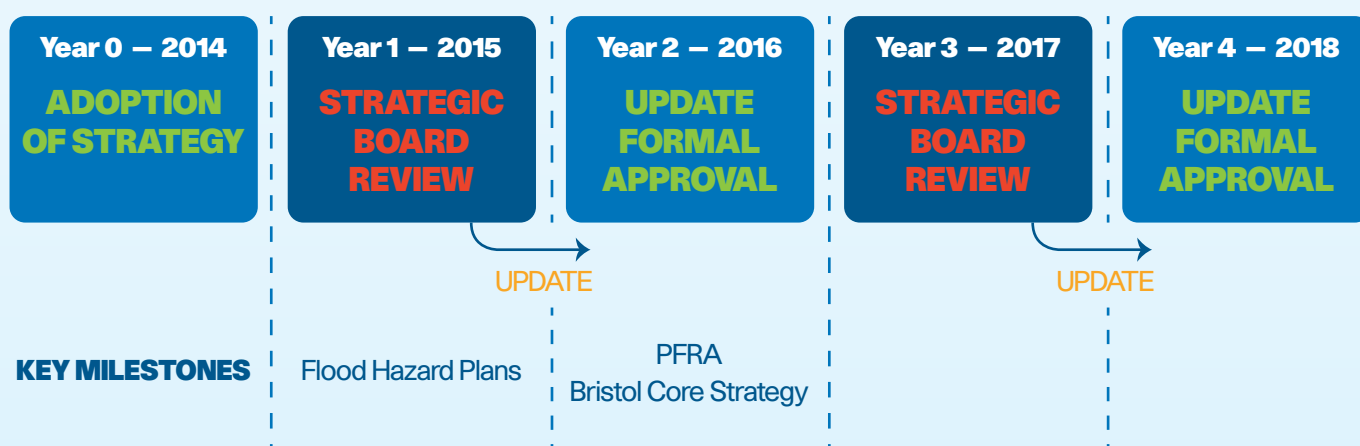 Year 0 – 2014
ADOPTION
OF STRATEGY
Year 1 – 2015
STRATEGIC
BOARD
REVIEW
Year 2 – 2016
UPDATE
FORMAL
APPROVAL
Year 3 – 2017
STRATEGIC
BOARD
REVIEW
Year 4 – 2018
UPDATE
FORMAL
APPROVAL
UPDATE
UPDATE
KEY MILESTONES
Flood Hazard Plans
PFRA
Bristol Core Strategy